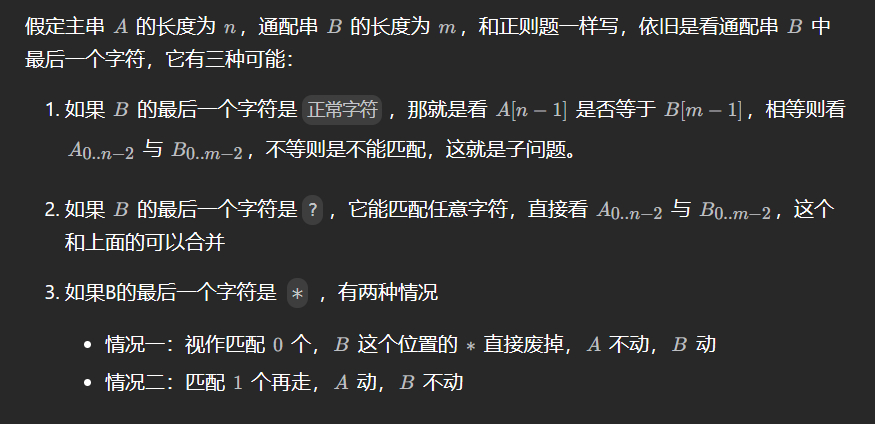 假定主串 A 的长度为 n，通配串 B 的长度为 m，和正则题一样写，依旧是看通配串 B 中
最后一个字符，它有三种可能：
1. 如果 B 的最后一个字符是 正常字符 ，那就是看 A[n − 1] 是否等于 B[m − 1]，相等则看
A0..n−2 与 B0..m−2，不等则是不能匹配，这就是子问题。
2. 如果 B 的最后一个字符是 ? ，它能匹配任意字符，直接看 A0..n−2 与 B0..m−2，这个
和上面的可以合并
3. 如果B的最后一个字符是 * ，有两种情况
• 情况一：视作匹配 0 个，B 这个位置的 * 直接废掉，A 不动，B 动
• 情况二：匹配 1 个再走，A 动，B 不动